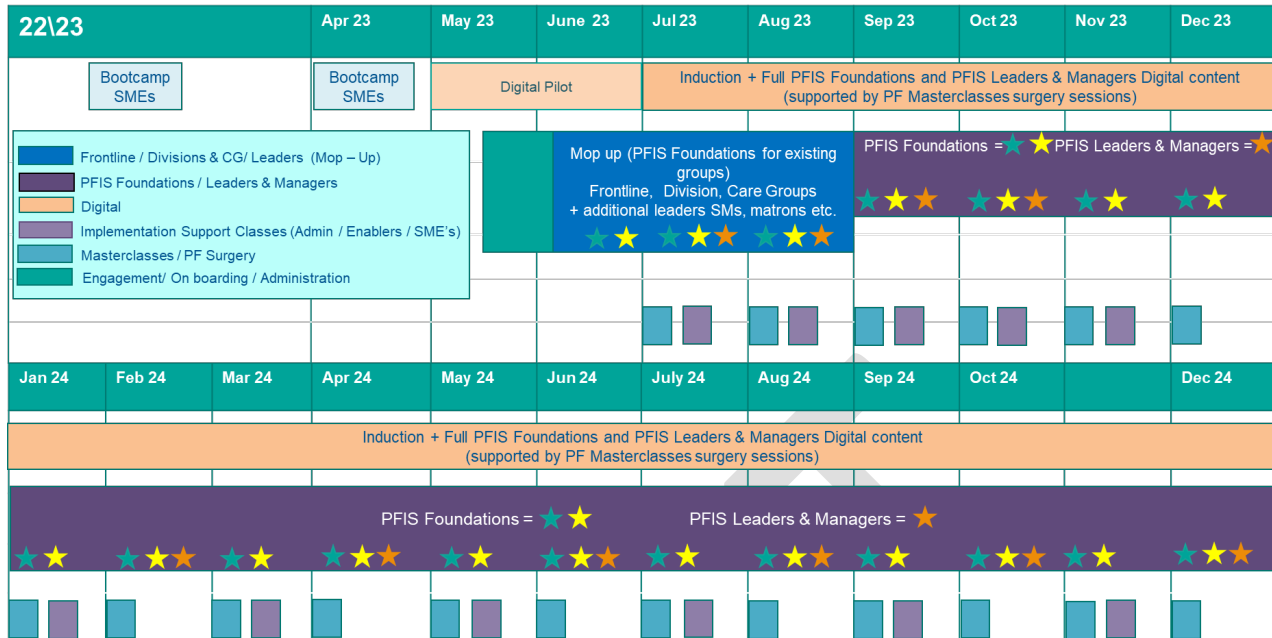 22\23
Apr 23
May 23
June 23
Jul 23
Aug 23
Sep 23
Oct 23
Nov 23
Dec 23
Bootcamp
SMEs
Bootcamp
SMEs
Digital Pilot
Induction + Full PFIS Foundations and PFIS Leaders & Managers Digital content
(supported by PF Masterclasses surgery sessions)
Frontline / Divisions & CG/ Leaders (Mop – Up)
PFIS Foundations / Leaders & Managers
Digital
Implementation Support Classes (Admin / Enablers / SME's)
Masterclasses / PF Surgery
Engagement/ On boarding / Administration
Mop up (PFIS Foundations for existing
groups)
Frontline, Division, Care Groups
+ additional leaders SMs, matrons etc.
PFIS Foundations =
PFIS Leaders & Managers =
Jan 24
Feb 24
Mar 24
Apr 24
May 24
Jun 24
July 24
Aug 24
Sep 24
Oct 24
Dec 24
Induction + Full PFIS Foundations and PFIS Leaders & Managers Digital content
(supported by PF Masterclasses surgery sessions)
PFIS Foundations =
PFIS Leaders & Managers =